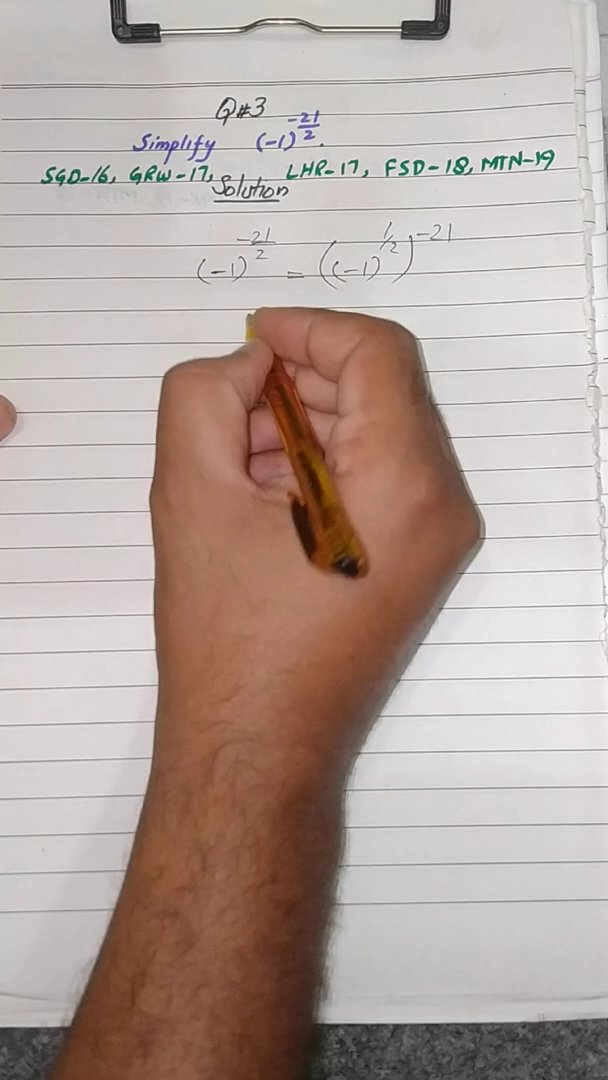 Q#3
Simplify (-1)^{-21/2}.
SGD-16, GRW-17, LHR-17, FSD-18, MTN-19
Solution
(-1)^{-21/2} = ((-1)^{1/2})^{-21}